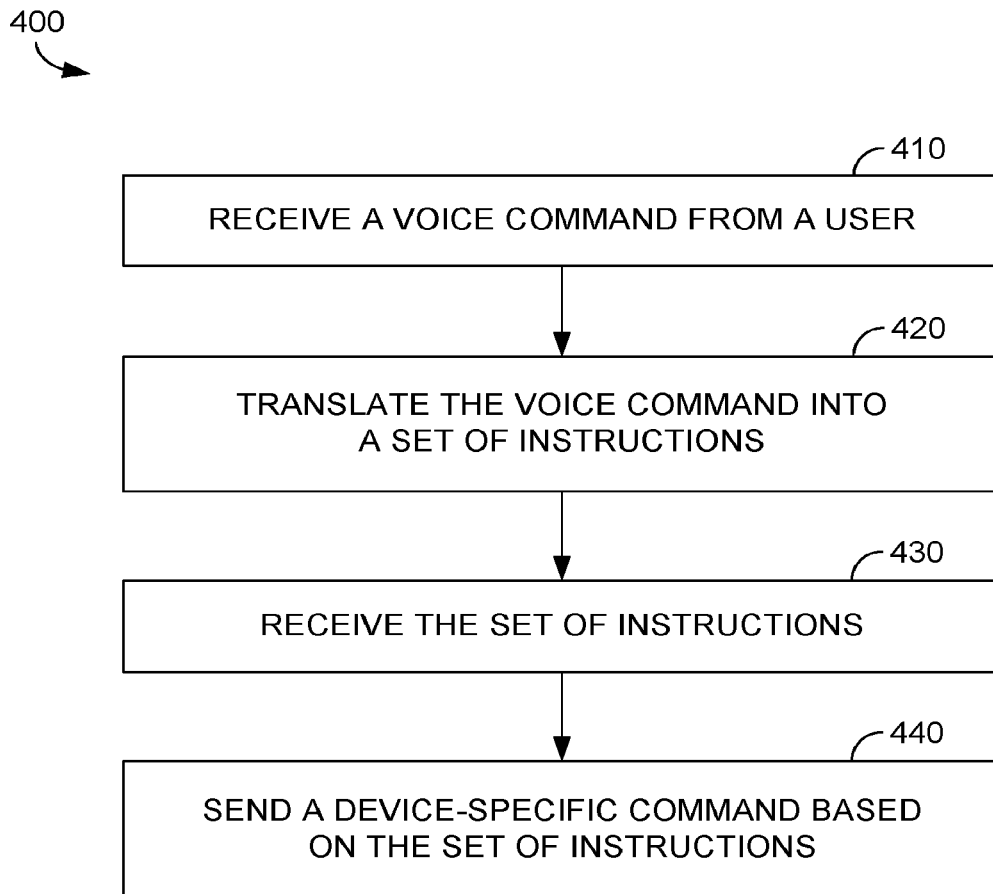 400
410
RECEIVE A VOICE COMMAND FROM A USER
420
TRANSLATE THE VOICE COMMAND INTO
A SET OF INSTRUCTIONS
430
RECEIVE THE SET OF INSTRUCTIONS
440
SEND A DEVICE-SPECIFIC COMMAND BASED
ON THE SET OF INSTRUCTIONS